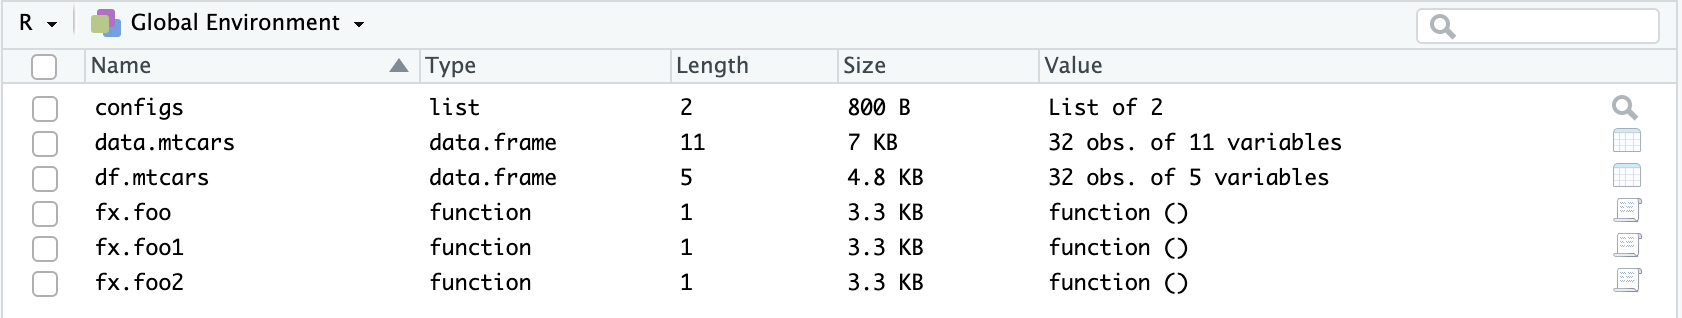 R Global Environment
Name Type Length Size Value
configs list 2 800 B List of 2
data.mtcars data.frame 11 7 KB 32 obs. of 11 variables
df.mtcars data.frame 5 4.8 KB 32 obs. of 5 variables
fx.foo function 1 3.3 KB function ()
fx.foo1 function 1 3.3 KB function ()
fx.foo2 function 1 3.3 KB function ()